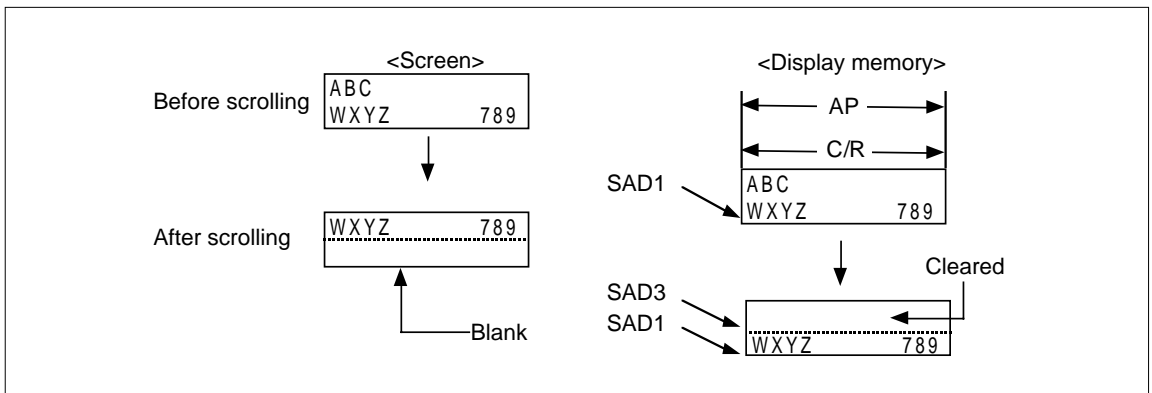 <Screen>
Before scrolling
ABC
WXYZ 789
After scrolling
WXYZ 789
Blank
<Display memory>
AP
C/R
SAD1
ABC
WXYZ 789
Cleared
SAD3
SAD1
WXYZ 789